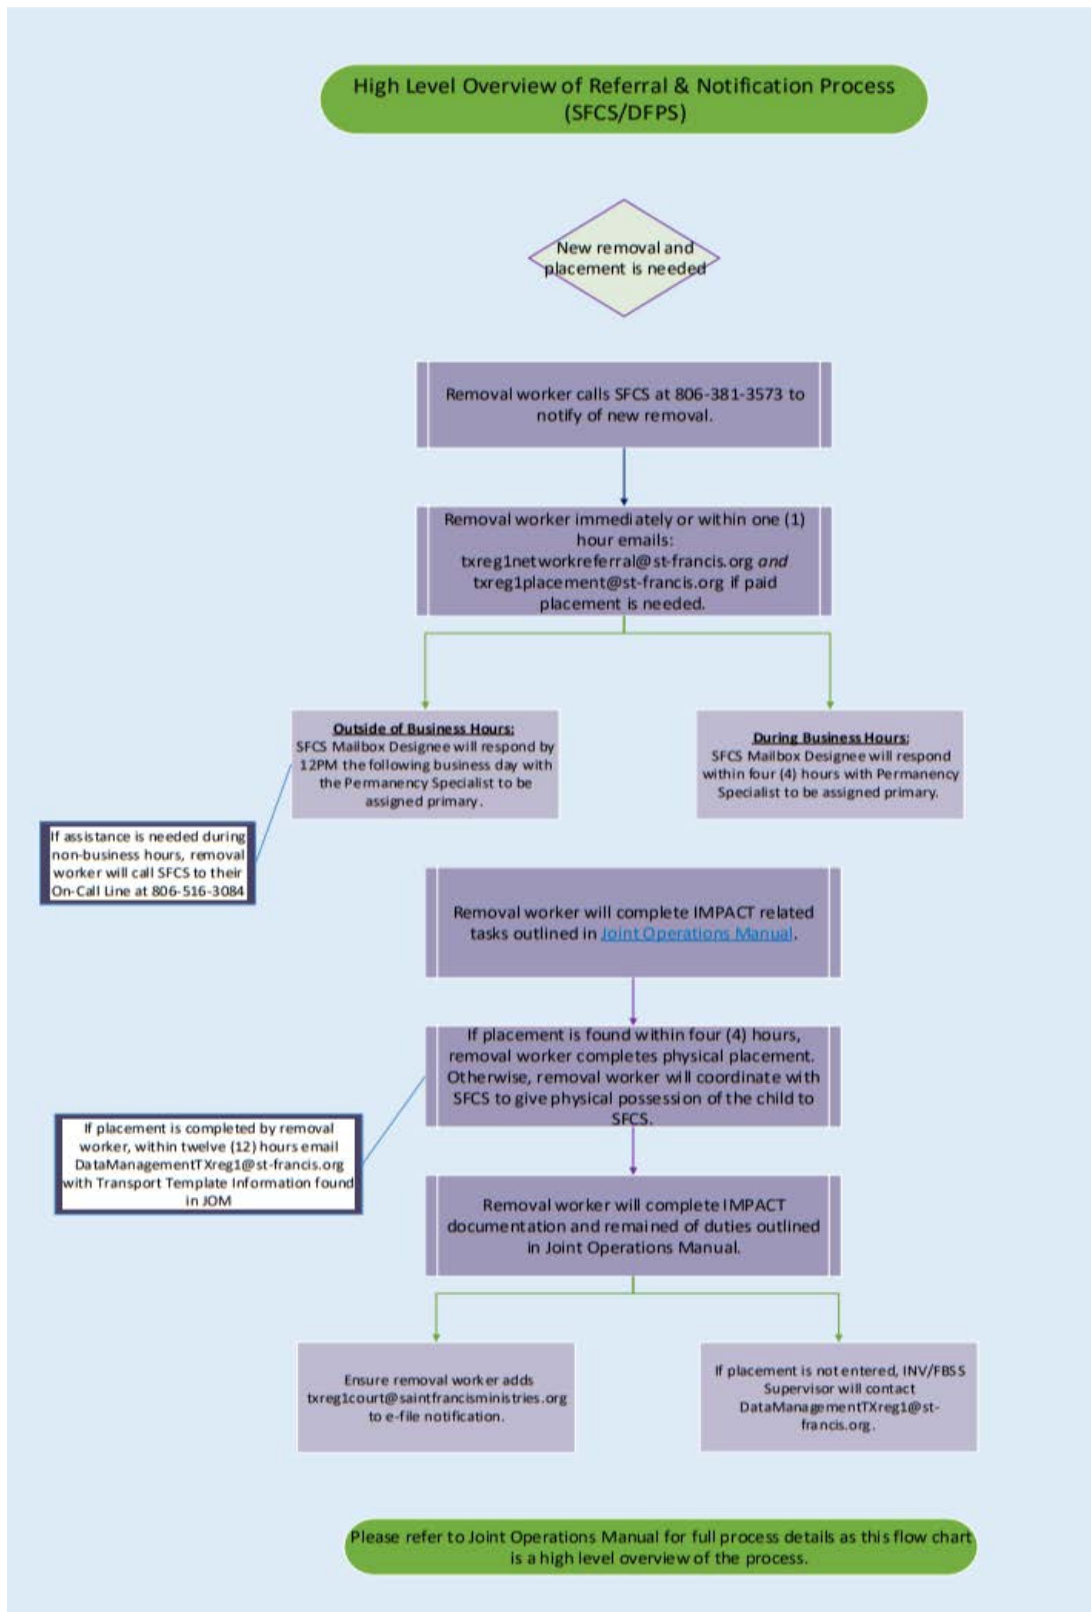 High Level Overview of Referral & Notification Process
(SFCS/DFPS)
New removal and
placement is needed
Removal worker calls SFCS at 806-381-3573 to
notify of new removal.
Removal worker immediately or within one (1)
hour emails:
txreg1networkreferral@st-francis.org and
txreg1placement@st-francis.org if paid
placement is needed.
Outside of Business Hours:
SFCS Mailbox Designee will respond by
12PM the following business day with
the Permanency Specialist to be
assigned primary.
During Business Hours:
SFCS Mailbox Designee will respond
within four (4) hours with Permanency
Specialist to be assigned primary.
If assistance is needed during
non-business hours, removal
worker will call SFCS to their
On-Call Line at 806-516-3084
Removal worker will complete IMPACT related
tasks outlined in Joint Operations Manual.
If placement is found within four (4) hours,
removal worker completes physical placement.
Otherwise, removal worker will coordinate with
SFCS to give physical possession of the child to
SFCS.
If placement is completed by removal
worker, within twelve (12) hours email
DataManagementTXreg1@st-francis.org
with Transport Template Information found
in JOM
Removal worker will complete IMPACT
documentation and remained of duties outlined
in Joint Operations Manual.
Ensure removal worker adds
txreg1court@saintfrancisministries.org
to e-file notification.
If placement is not entered, INV/FBSS
Supervisor will contact
DataManagementTXreg1@st-
francis.org.
Please refer to Joint Operations Manual for full process details as this flow chart
is a high level overview of the process.